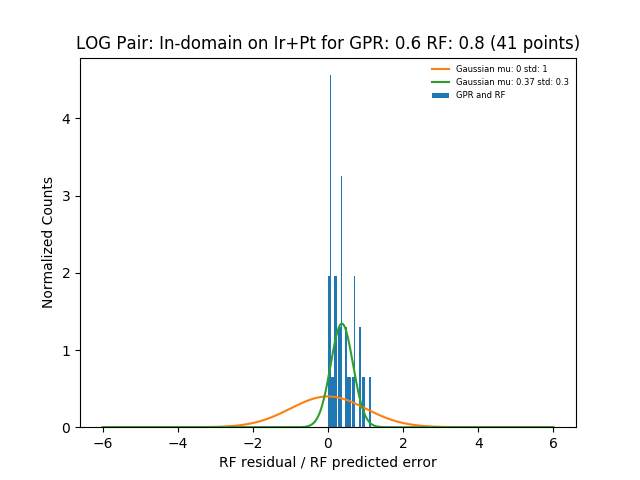 LOG Pair: In-domain on Ir+Pt for GPR: 0.6 RF: 0.8 (41 points)
Gaussian mu: 0 std: 1
Gaussian mu: 0.37 std: 0.3
GPR and RF
Normalized Counts
4
3
2
1
0
−6 −4 −2 0 2 4 6
RF residual / RF predicted error